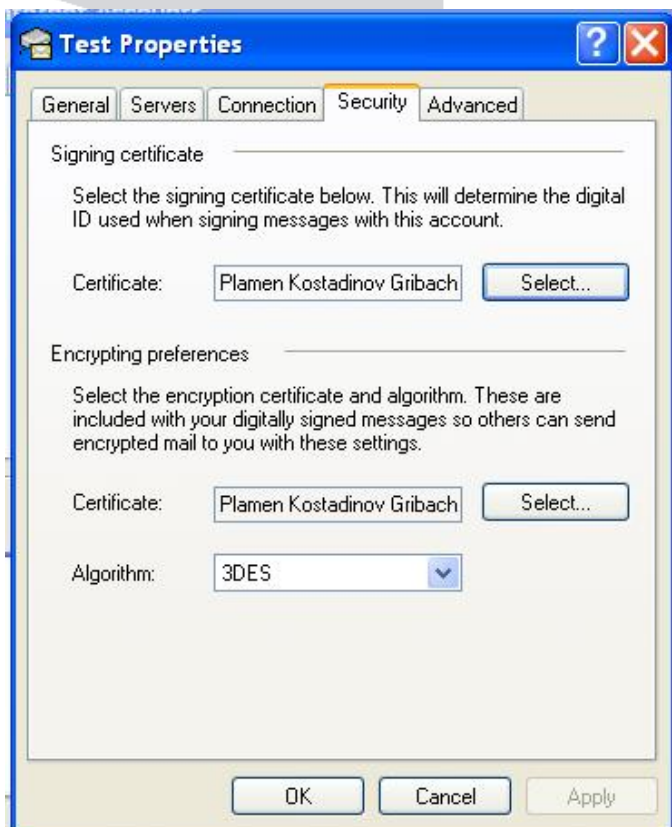 Test Properties
General Servers Connection Security Advanced
Signing certificate
Select the signing certificate below. This will determine the digital
ID used when signing messages with this account.
Certificate: Plamen Kostadinov Gribach Select...
Encrypting preferences
Select the encryption certificate and algorithm. These are
included with your digitally signed messages so others can send
encrypted mail to you with these settings.
Certificate: Plamen Kostadinov Gribach Select...
Algorithm: 3DES
OK Cancel Apply